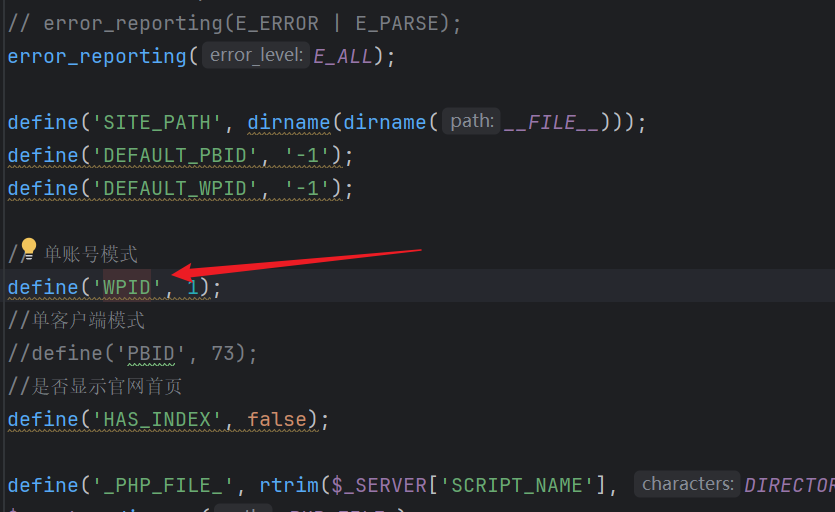 // error_reporting(E_ERROR | E_PARSE);
error_reporting( error_level: E_ALL);
define('SITE_PATH', dirname(dirname( path: __FILE__)));
define('DEFAULT_PBID', '-1');
define('DEFAULT_WPID', '-1');
// 单账号模式
define('WPID', 1);
//单客户端模式
//define('PBID', 73);
//是否显示官网首页
define('HAS_INDEX', false);
define('_PHP_FILE_', rtrim($_SERVER['SCRIPT_NAME'], characters: DIRECTOR